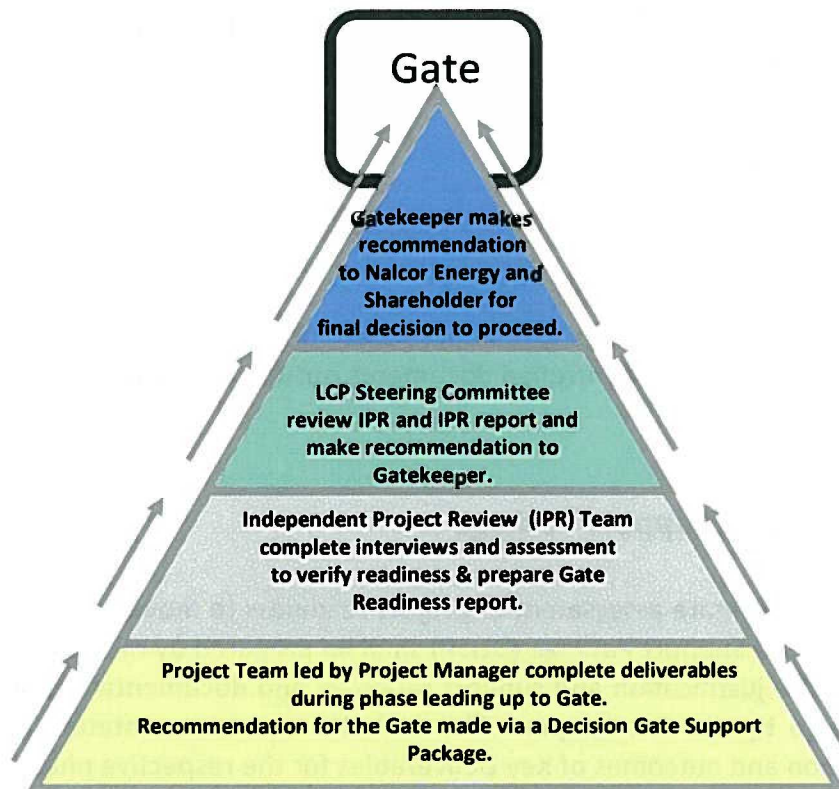 Gate
Gatekeeper makes
recommendation
to Nalcor Energy and
Shareholder for
final decision to proceed.
LCP Steering Committee
review IPR and IPR report and
make recommendation to
Gatekeeper.
Independent Project Review (IPR) Team
complete interviews and assessment
to verify readiness & prepare Gate
Readiness report.
Project Team led by Project Manager complete deliverables
during phase leading up to Gate.
Recommendation for the Gate made via a Decision Gate Support
Package.